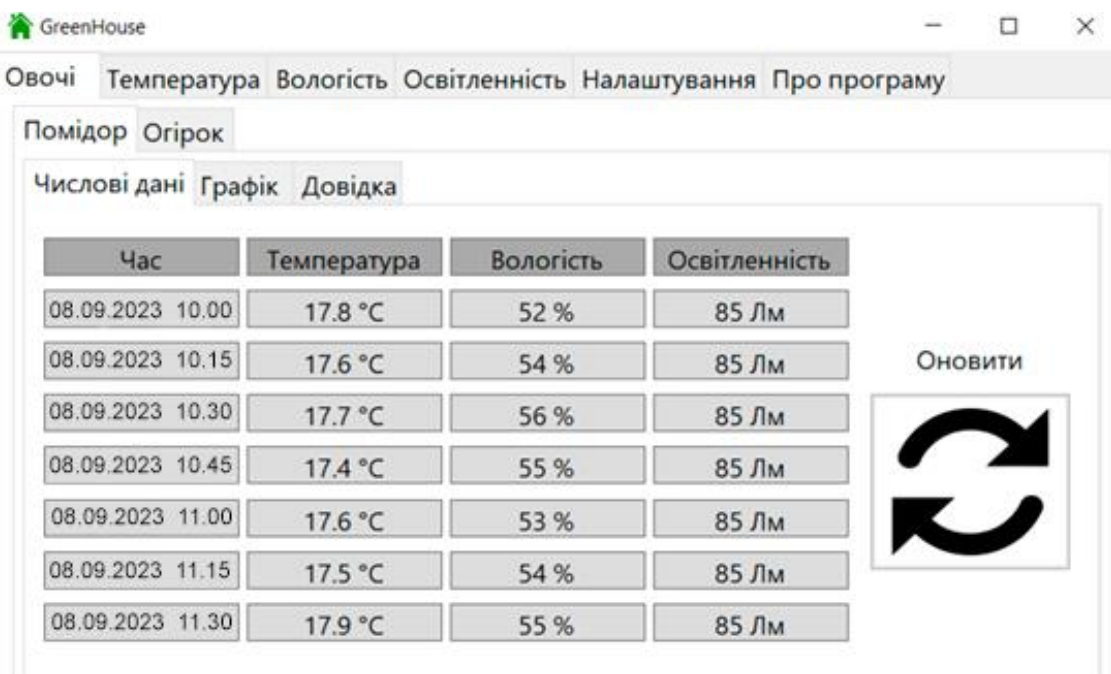 GreenHouse
Овочі Температура Вологість Освітленність Налаштування Про програму
Помідор Огірок
Числові дані Графік Довідка
Час Температура Вологість Освітленність
08.09.2023 10.00 17.8 °C 52 % 85 Лм
08.09.2023 10.15 17.6 °C 54 % 85 Лм
Оновити
08.09.2023 10.30 17.7 °C 56 % 85 Лм
08.09.2023 10.45 17.4 °C 55 % 85 Лм
08.09.2023 11.00 17.6 °C 53 % 85 Лм
08.09.2023 11.15 17.5 °C 54 % 85 Лм
08.09.2023 11.30 17.9 °C 55 % 85 Лм